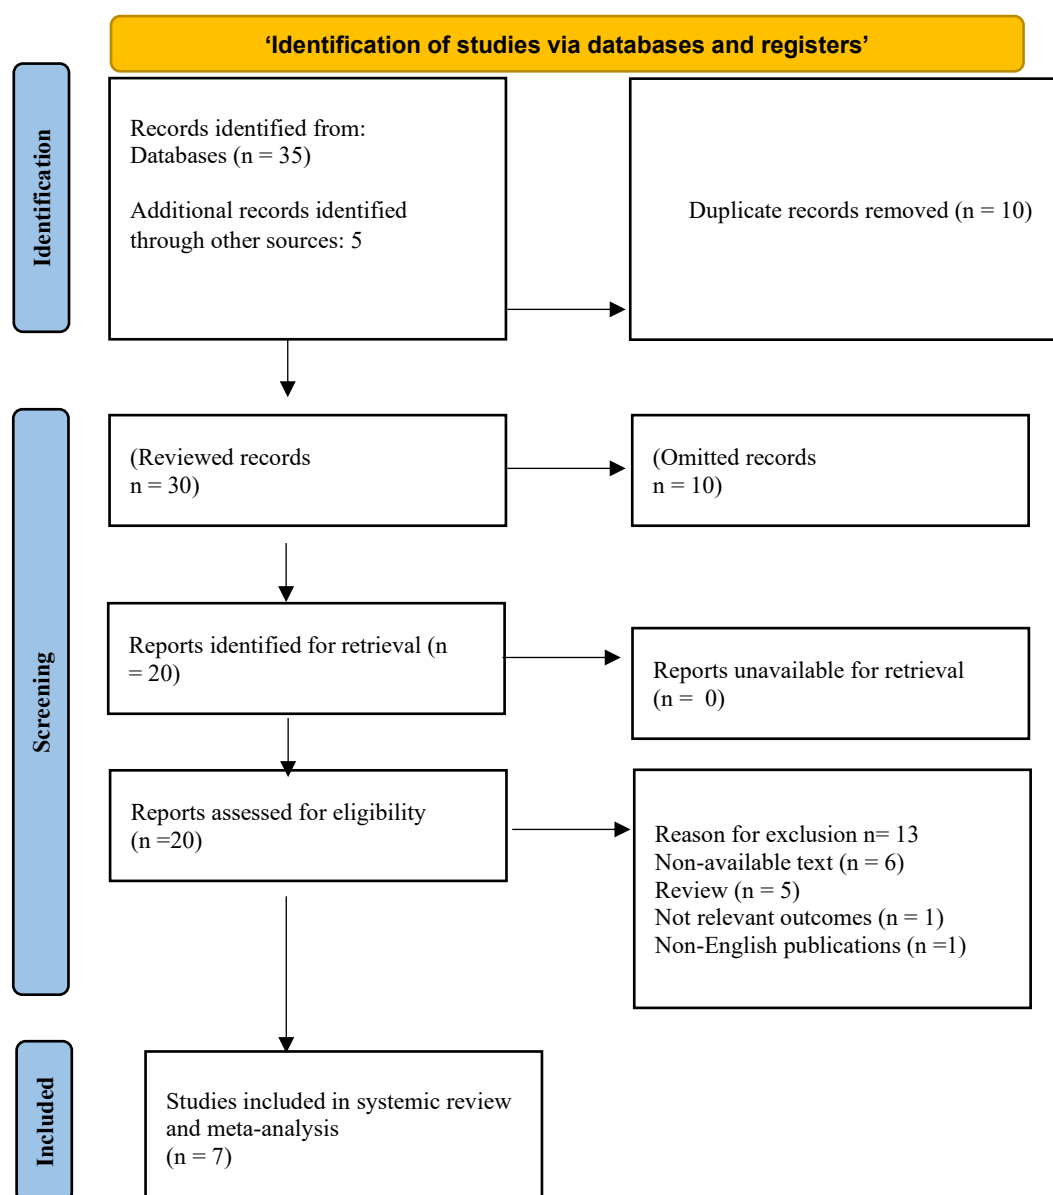 ‘Identification of studies via databases and registers’
Identification
Records identified from:
Databases (n = 35)
Additional records identified
through other sources: 5
Duplicate records removed (n = 10)
Screening
(Reviewed records
n = 30)
(Omitted records
n = 10)
Reports identified for retrieval (n
= 20)
Reports unavailable for retrieval
(n =  0)
Reports assessed for eligibility
(n =20)
Reason for exclusion n= 13
Non-available text (n = 6)
Review (n = 5)
Not relevant outcomes (n = 1)
Non-English publications (n =1)
Included
Studies included in systemic review
and meta-analysis
(n = 7)